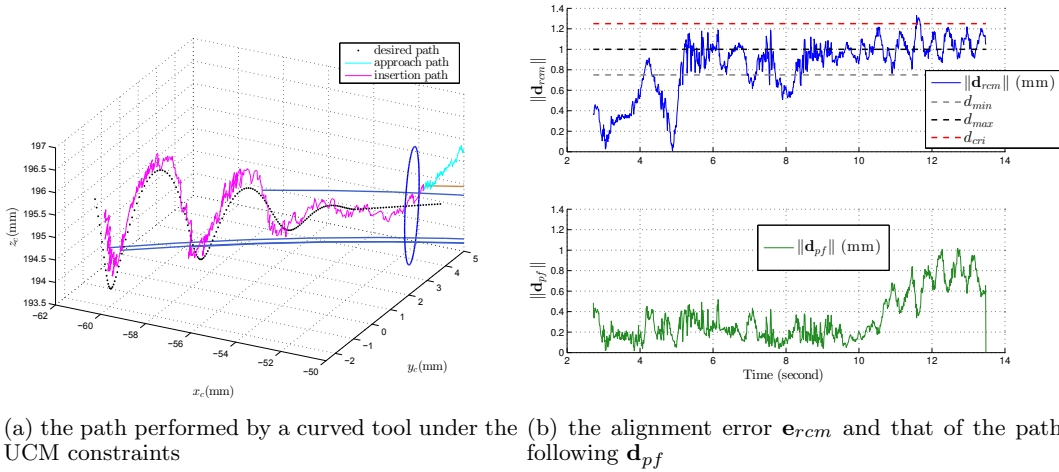 desired path
approach path
insertion path
197
196.5
196
195.5
195
194.5
194
193.5
z_c(mm)
−62
−60
−58
−56
−54
−52
−50
x_c(mm)
−2
−1
0
1
2
3
4
5
y_c(mm)
1.4
1.2
1
0.8
0.6
0.4
0.2
0
‖d_rcm‖
2
4
6
8
10
12
14
‖d_rcm‖ (mm)
d_min
d_max
d_cri
1.4
1.2
1
0.8
0.6
0.4
0.2
0
‖d_pf‖
‖d_pf‖ (mm)
2
4
6
8
10
12
14
Time (second)
(a) the path performed by a curved tool under the
UCM constraints
(b) the alignment error e_rcm and that of the path
following d_pf